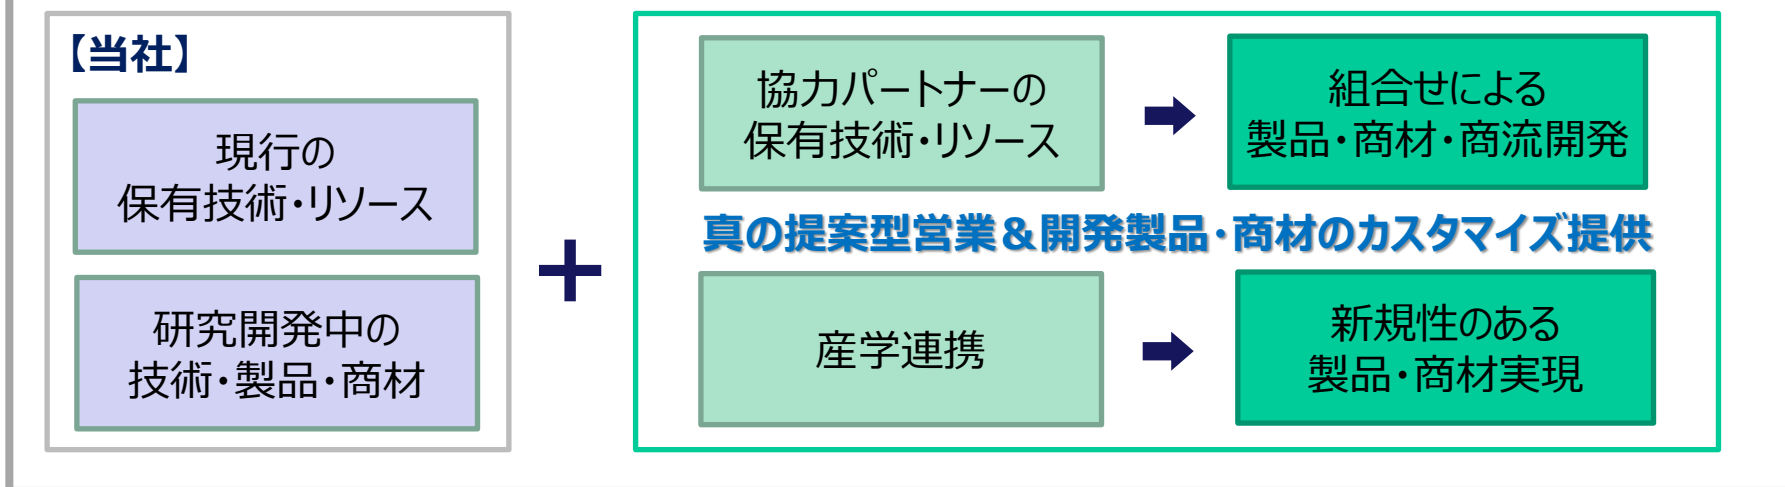 【当社】
現行の
保有技術・リソース
研究開発中の
技術・製品・商材
＋
協力パートナーの
保有技術・リソース
組合せによる
製品・商材・商流開発
真の提案型営業＆開発製品・商材のカスタマイズ提供
産学連携
新規性のある
製品・商材実現